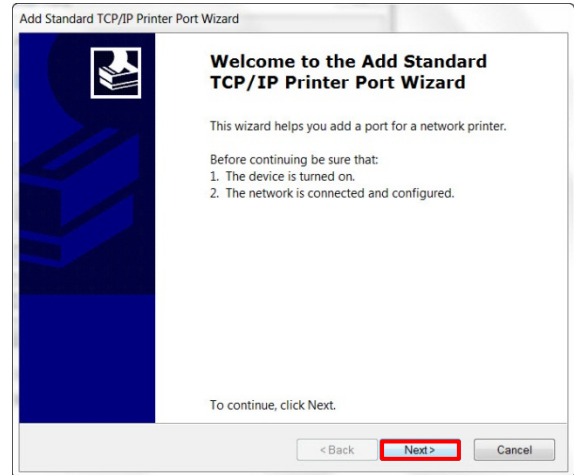 Add Standard TCP/IP Printer Port Wizard
Welcome to the Add Standard
TCP/IP Printer Port Wizard
This wizard helps you add a port for a network printer.
Before continuing be sure that:
1. The device is turned on.
2. The network is connected and configured.
To continue, click Next.
< Back
Next >
Cancel